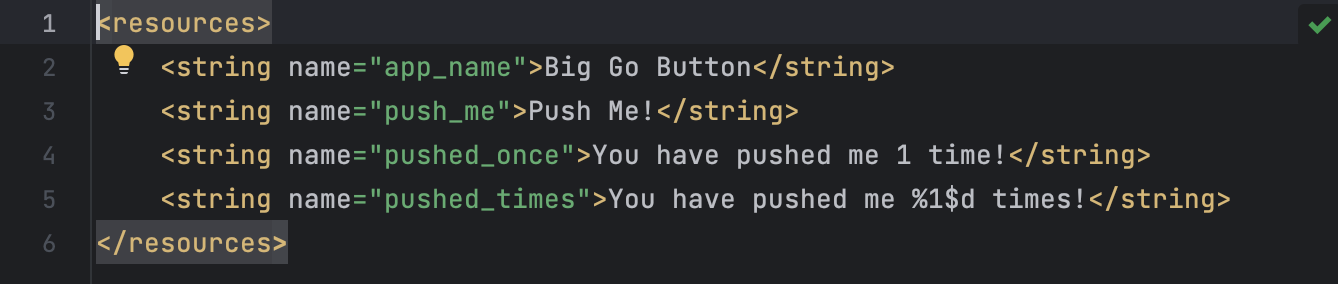 1 <resources>
2 <string name="app_name">Big Go Button</string>
3 <string name="push_me">Push Me!</string>
4 <string name="pushed_once">You have pushed me 1 time!</string>
5 <string name="pushed_times">You have pushed me %1$d times!</string>
6 </resources>